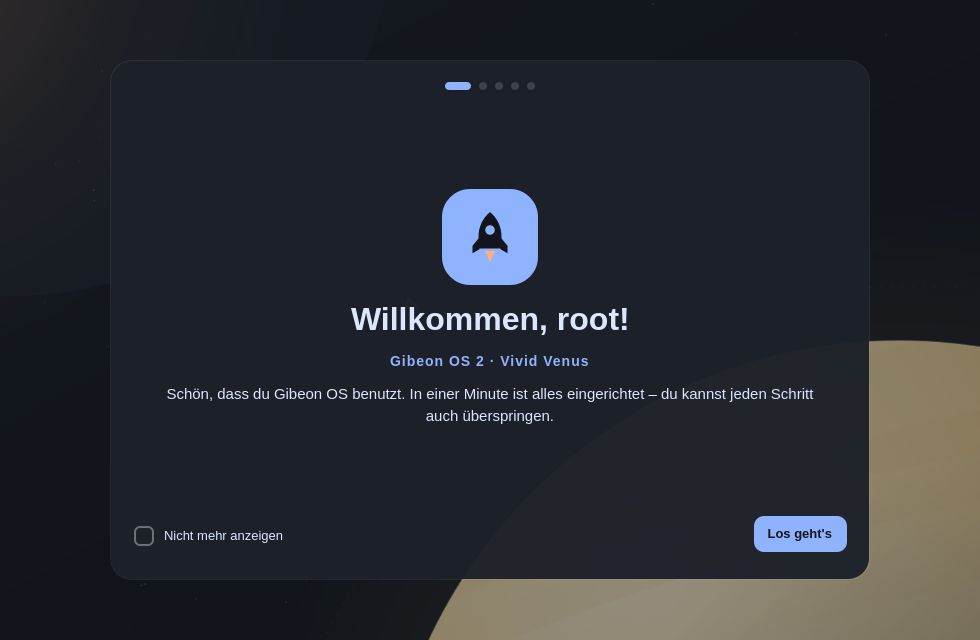 Willkommen, root!
Gibeon OS 2 · Vivid Venus
Schön, dass du Gibeon OS benutzt. In einer Minute ist alles eingerichtet – du kannst jeden Schritt
auch überspringen.
Nicht mehr anzeigen
Los geht's